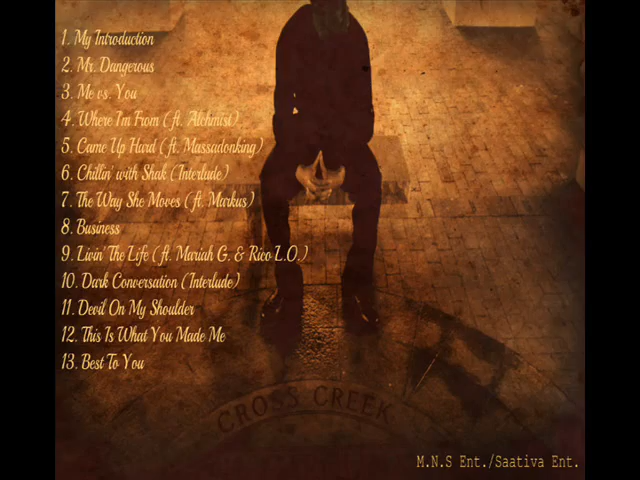 1. My Introduction
2. Mr. Dangerous
3. Me vs. You
4. Where Im From (ft. Alchmist)
5. Came Up Hard (ft. Massadonking)
6. Chillin' with Shak (Interlude)
7. The Way She Moves (ft. Markus)
8. Business
9. Livin' The Life (ft. Mariah G. & Rico L.O.)
10. Dark Conversation (Interlude)
11. Devil On My Shoulder
12. This Is What You Made Me
13. Best To You
CROSS CREEK
M.N.S Ent./Saativa Ent.